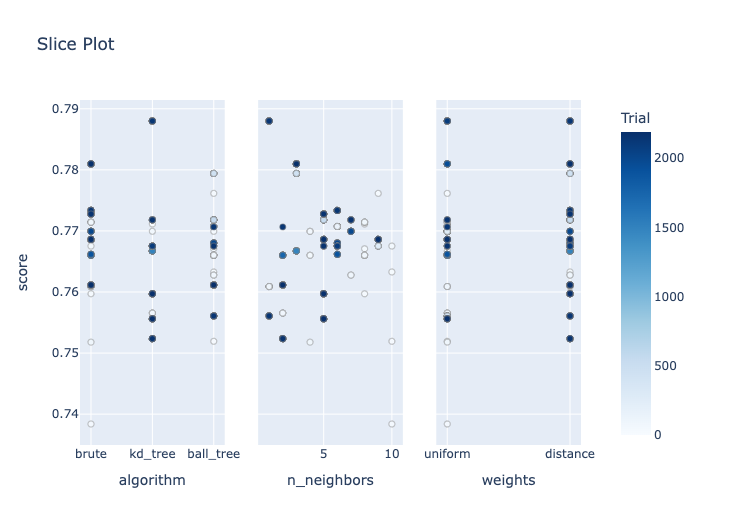 Slice Plot
Trial
0.79
0.78
0.77
0.76
0.75
0.74
score
2000
1500
1000
500
0
brute kd_tree ball_tree
5 10
uniform distance
algorithm n_neighbors weights